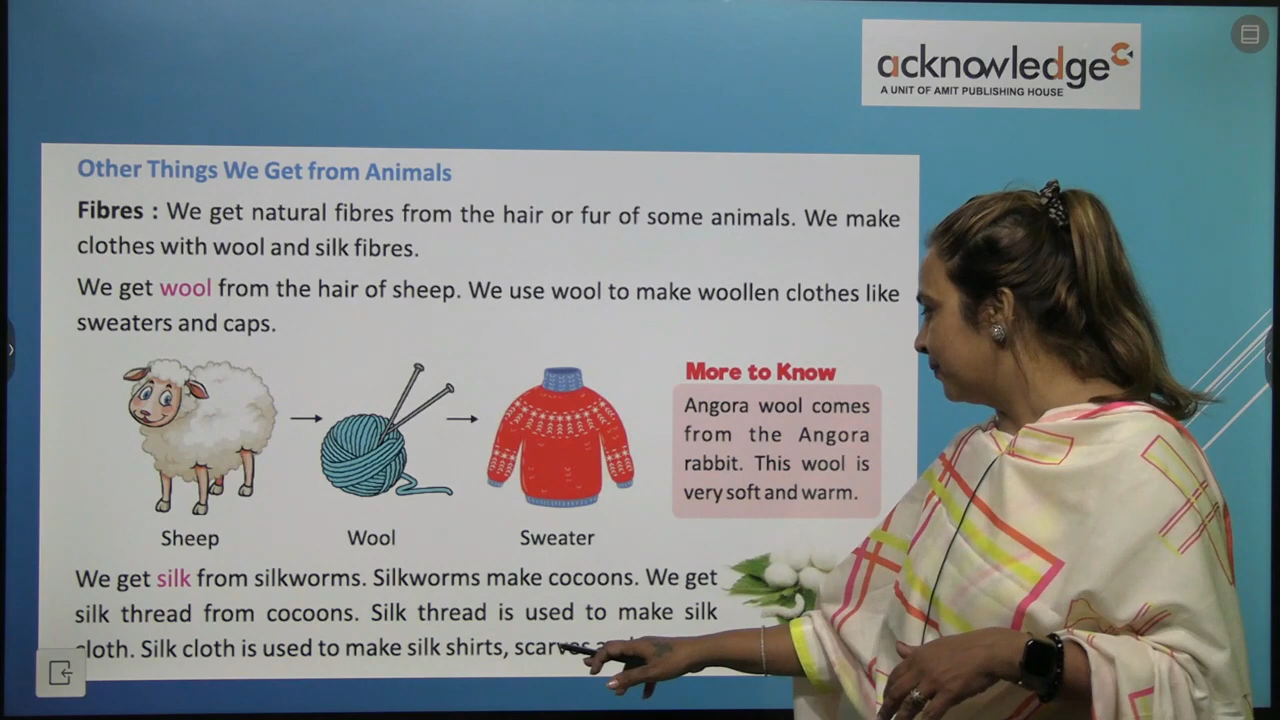 acknowledge
A UNIT OF AMIT PUBLISHING HOUSE
Other Things We Get from Animals
Fibres : We get natural fibres from the hair or fur of some animals. We make
clothes with wool and silk fibres.
We get wool from the hair of sheep. We use wool to make woollen clothes like
sweaters and caps.
More to Know
Angora wool comes
from the Angora
rabbit. This wool is
very soft and warm.
Sheep
Wool
Sweater
We get silk from silkworms. Silkworms make cocoons. We get
silk thread from cocoons. Silk thread is used to make silk
cloth. Silk cloth is used to make silk shirts, scarves